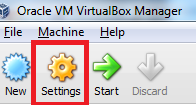 Oracle VM VirtualBox Manager
File Machine Help
New Settings Start Discard